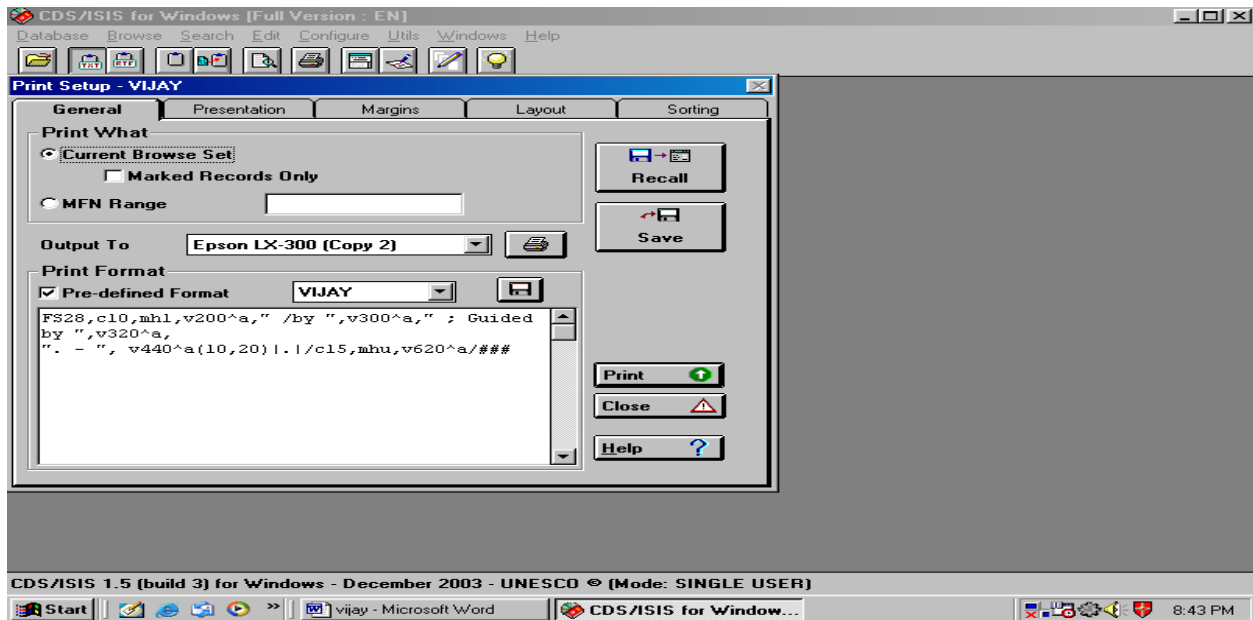 CDS/ISIS for Windows [Full Version : EN]
Database Browse Search Edit Configure Utils Windows Help
TXT RTF
Print Setup - VIJAY
General Presentation Margins Layout Sorting
Print What
Current Browse Set
Marked Records Only
MFN Range
Recall
Save
Output To Epson LX-300 (Copy 2)
Print Format
Pre-defined Format VIJAY
FS28,c10,mhl,v200^a," /by ",v300^a," ; Guided
by ",v320^a,
". - ", v440^a(10,20)|.|/c15,mhu,v620^a/###
Print
Close
Help ?
CDS/ISIS 1.5 (build 3) for Windows - December 2003 - UNESCO © (Mode: SINGLE USER)
Start » vijay - Microsoft Word CDS/ISIS for Window... 8:43 PM